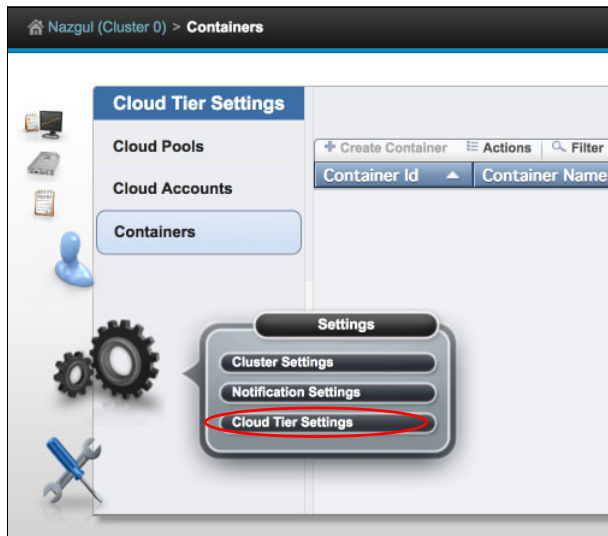 Nazgul (Cluster 0) > Containers
Cloud Tier Settings
Cloud Pools
Cloud Accounts
Containers
Create Container Actions Filter
Container Id Container Name
Settings
Cluster Settings
Notification Settings
Cloud Tier Settings